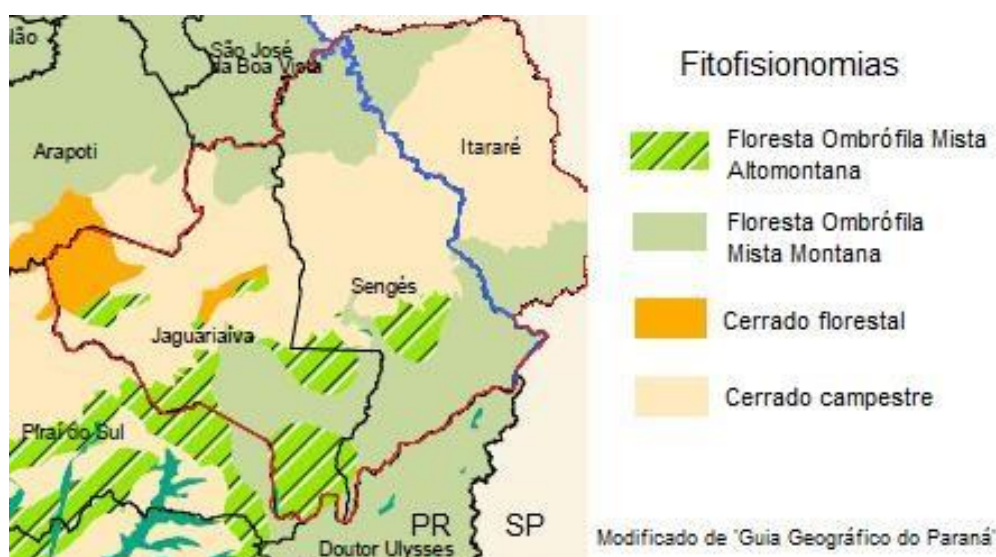 lão
São José
da Boa Vista
Arapoti
Itararé
Sengés
Jaguariaíva
Piraí do Sul
PR
SP
Doutor Ulysses
Fitofisionomias
Floresta Ombrófila Mista
Altomontana
Floresta Ombrófila
Mista Montana
Cerrado florestal
Cerrado campestre
Modificado de 'Guia Geográfico do Paraná'